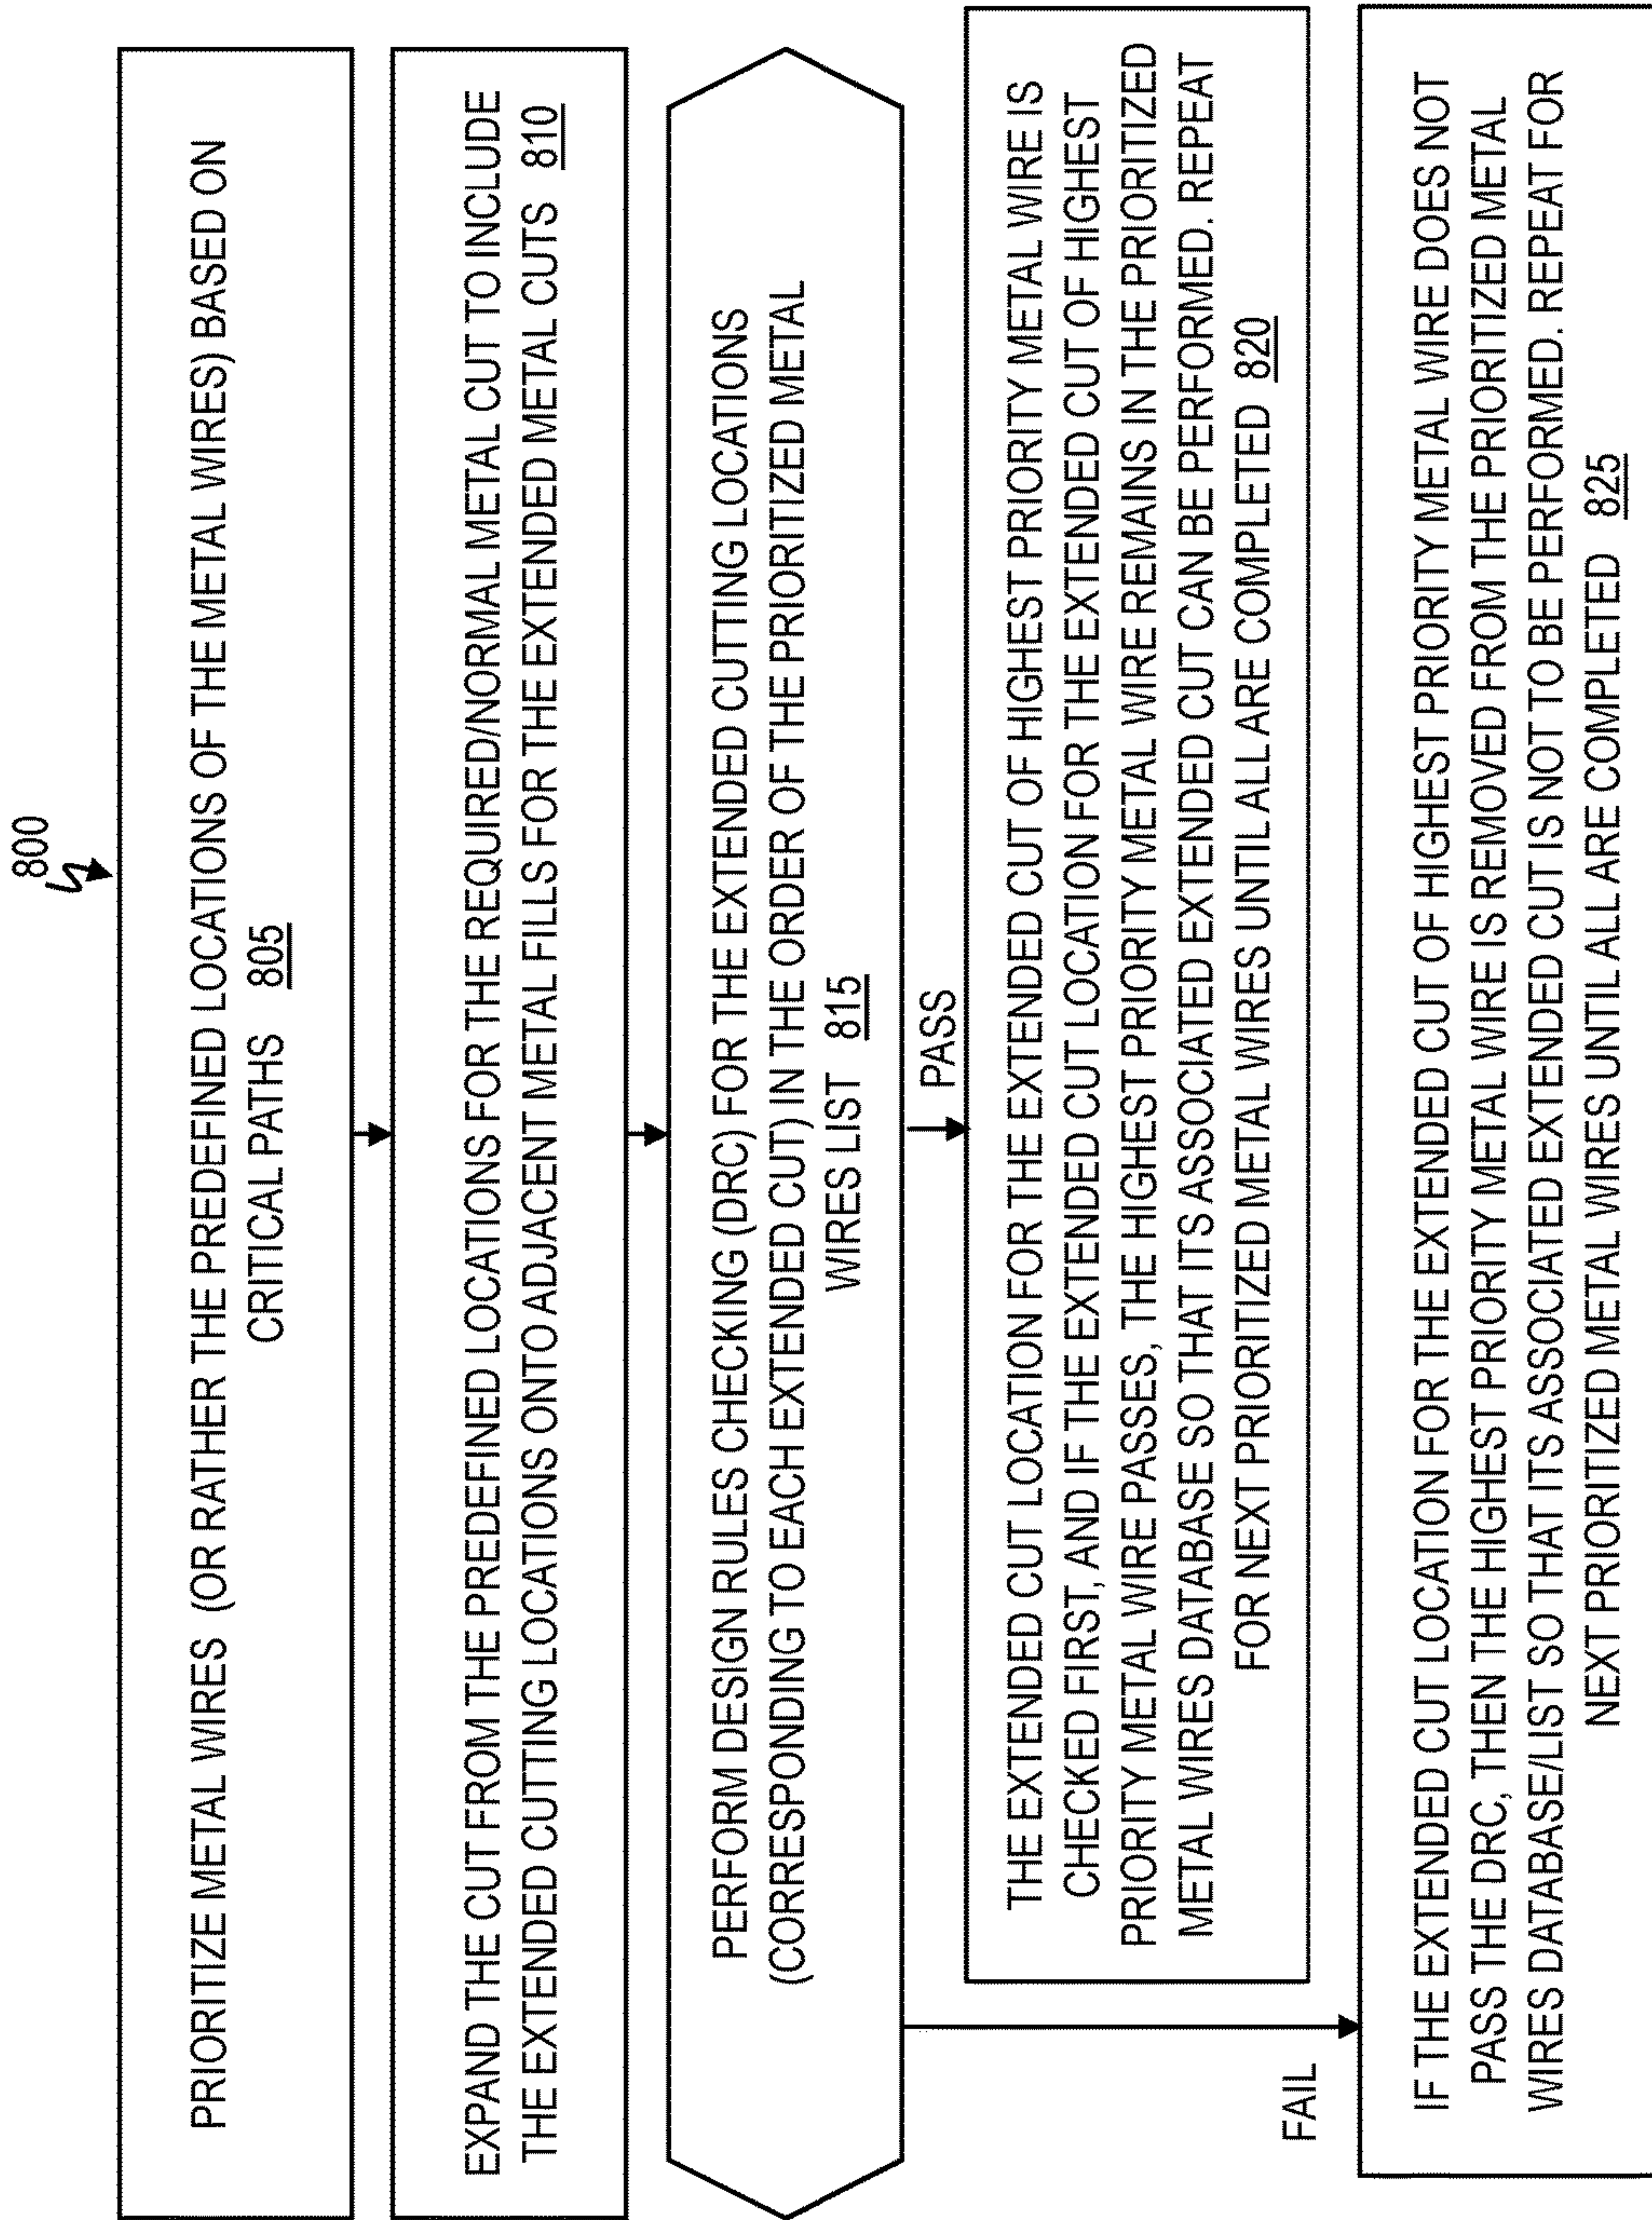 800
PRIORITIZE METAL WIRES (OR RATHER THE PREDEFINED LOCATIONS OF THE METAL WIRES) BASED ON
CRITICAL PATHS 805
EXPAND THE CUT FROM THE PREDEFINED LOCATIONS FOR THE REQUIRED/NORMAL METAL CUT TO INCLUDE
THE EXTENDED CUTTING LOCATIONS ONTO ADJACENT METAL FILLS FOR THE EXTENDED METAL CUTS 810
PERFORM DESIGN RULES CHECKING (DRC) FOR THE EXTENDED CUTTING LOCATIONS
(CORRESPONDING TO EACH EXTENDED CUT) IN THE ORDER OF THE PRIORITIZED METAL
WIRES LIST 815
PASS
THE EXTENDED CUT LOCATION FOR THE EXTENDED CUT OF HIGHEST PRIORITY METAL WIRE IS
CHECKED FIRST, AND IF THE EXTENDED CUT LOCATION FOR THE EXTENDED CUT OF HIGHEST
PRIORITY METAL WIRE PASSES, THE HIGHEST PRIORITY METAL WIRE REMAINS IN THE PRIORITIZED
METAL WIRES DATABASE SO THAT ITS ASSOCIATED EXTENDED CUT CAN BE PERFORMED. REPEAT
FOR NEXT PRIORITIZED METAL WIRES UNTIL ALL ARE COMPLETED 820
FAIL
IF THE EXTENDED CUT LOCATION FOR THE EXTENDED CUT OF HIGHEST PRIORITY METAL WIRE DOES NOT
PASS THE DRC, THEN THE HIGHEST PRIORITY METAL WIRE IS REMOVED FROM THE PRIORITIZED METAL
WIRES DATABASE/LIST SO THAT ITS ASSOCIATED EXTENDED CUT IS NOT TO BE PERFORMED. REPEAT FOR
NEXT PRIORITIZED METAL WIRES UNTIL ALL ARE COMPLETED 825